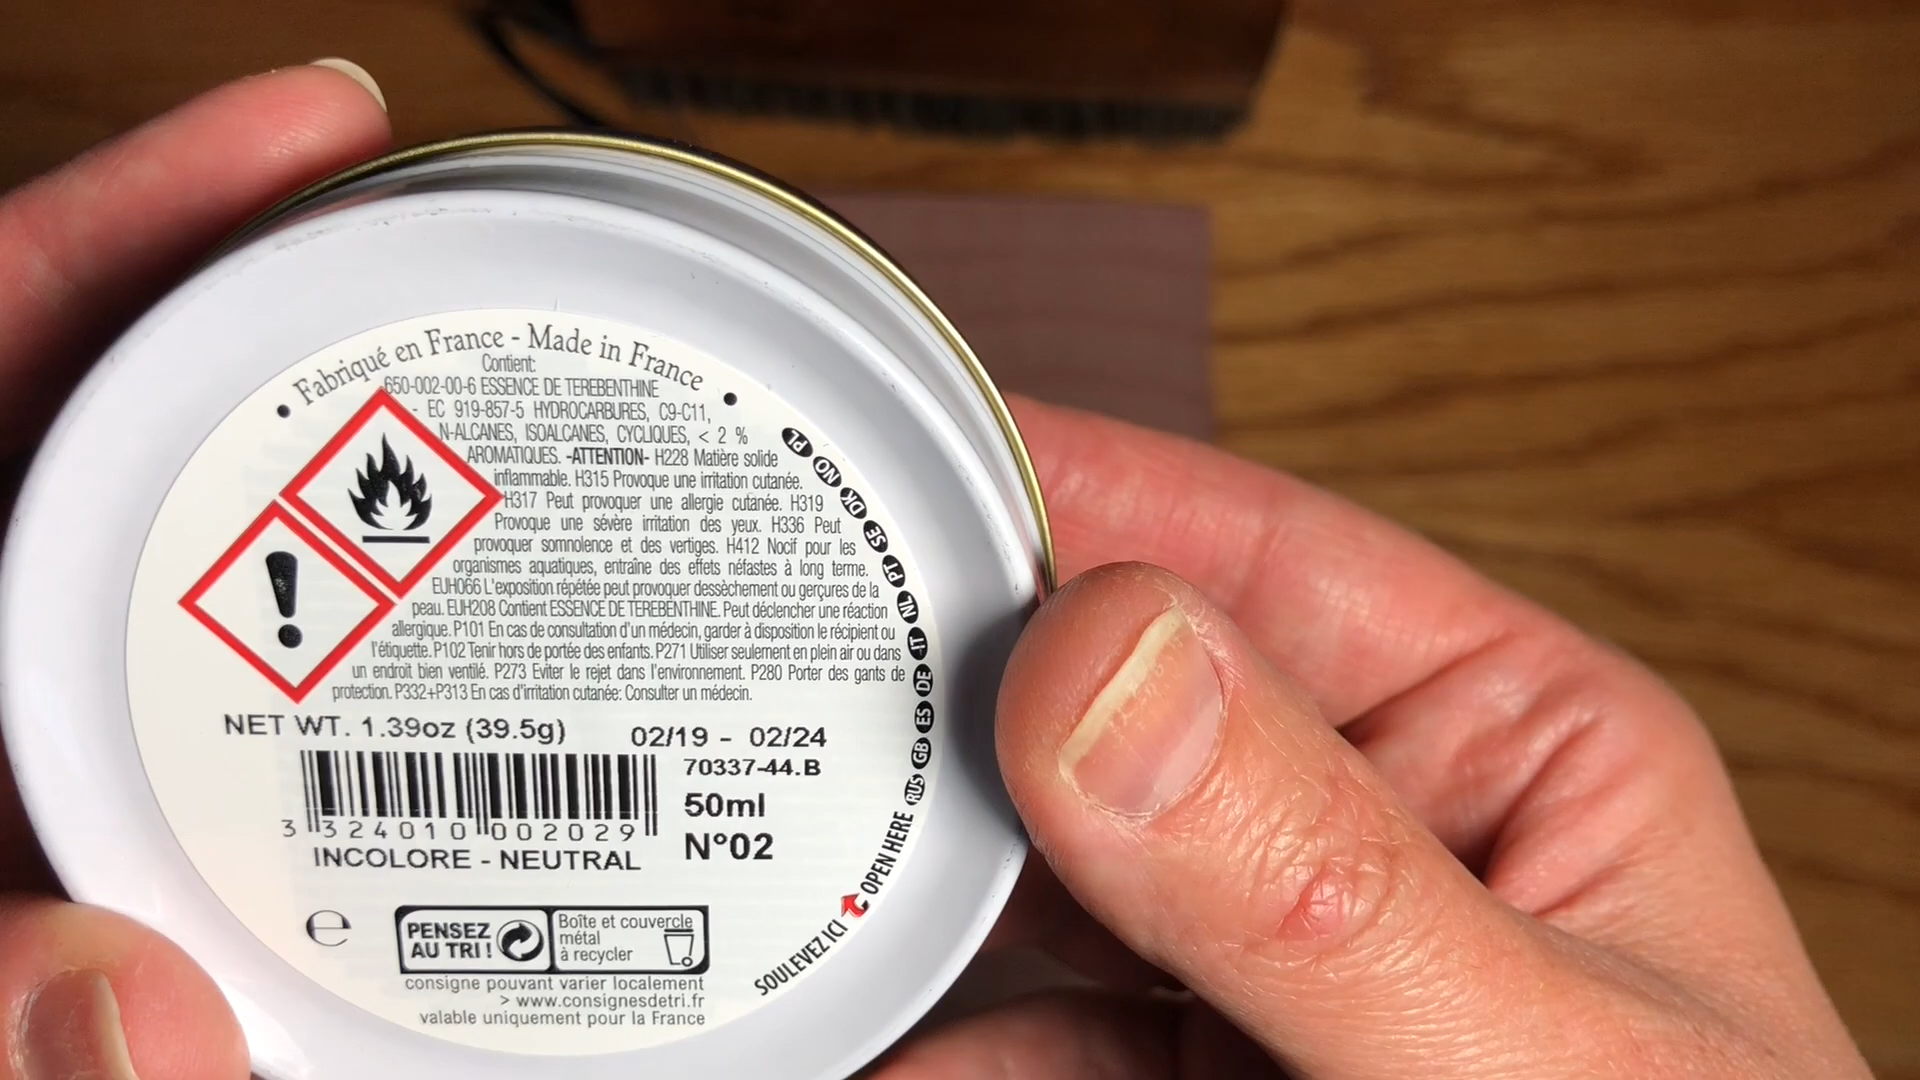 • Fabriqué en France - Made in France •
Contient:
650-002-00-6 ESSENCE DE TEREBENTHINE
- EC 919-857-5 HYDROCARBURES, C9-C11,
N-ALCANES, ISOALCANES, CYCLIQUES, < 2 %
AROMATIQUES. -ATTENTION- H228 Matière solide
inflammable. H315 Provoque une irritation cutanée.
H317 Peut provoquer une allergie cutanée. H319
Provoque une sévère irritation des yeux. H336 Peut
provoquer somnolence et des vertiges. H412 Nocif pour les
organismes aquatiques, entraîne des effets néfastes à long terme.
EUH066 L'exposition répétée peut provoquer dessèchement ou gerçures de la
peau. EUH208 Contient ESSENCE DE TEREBENTHINE. Peut déclencher une réaction
allergique. P101 En cas de consultation d'un médecin, garder à disposition le récipient ou
l'étiquette. P102 Tenir hors de portée des enfants. P271 Utiliser seulement en plein air ou dans
un endroit bien ventilé. P273 Eviter le rejet dans l'environnement. P280 Porter des gants de
protection. P332+P313 En cas d'irritation cutanée: Consulter un médecin.
NET WT. 1.39oz (39.5g)
02/19 - 02/24
70337-44.B
50ml
N°02
3 324010 002029
INCOLORE - NEUTRAL
e
PENSEZ
AU TRI !
Boîte et couvercle
métal
à recycler
consigne pouvant varier localement
> www.consignesdetri.fr
valable uniquement pour la France
SOULEVEZ ICI OPEN HERE RUS GB ES DE IT NL PT SE DK NO PL